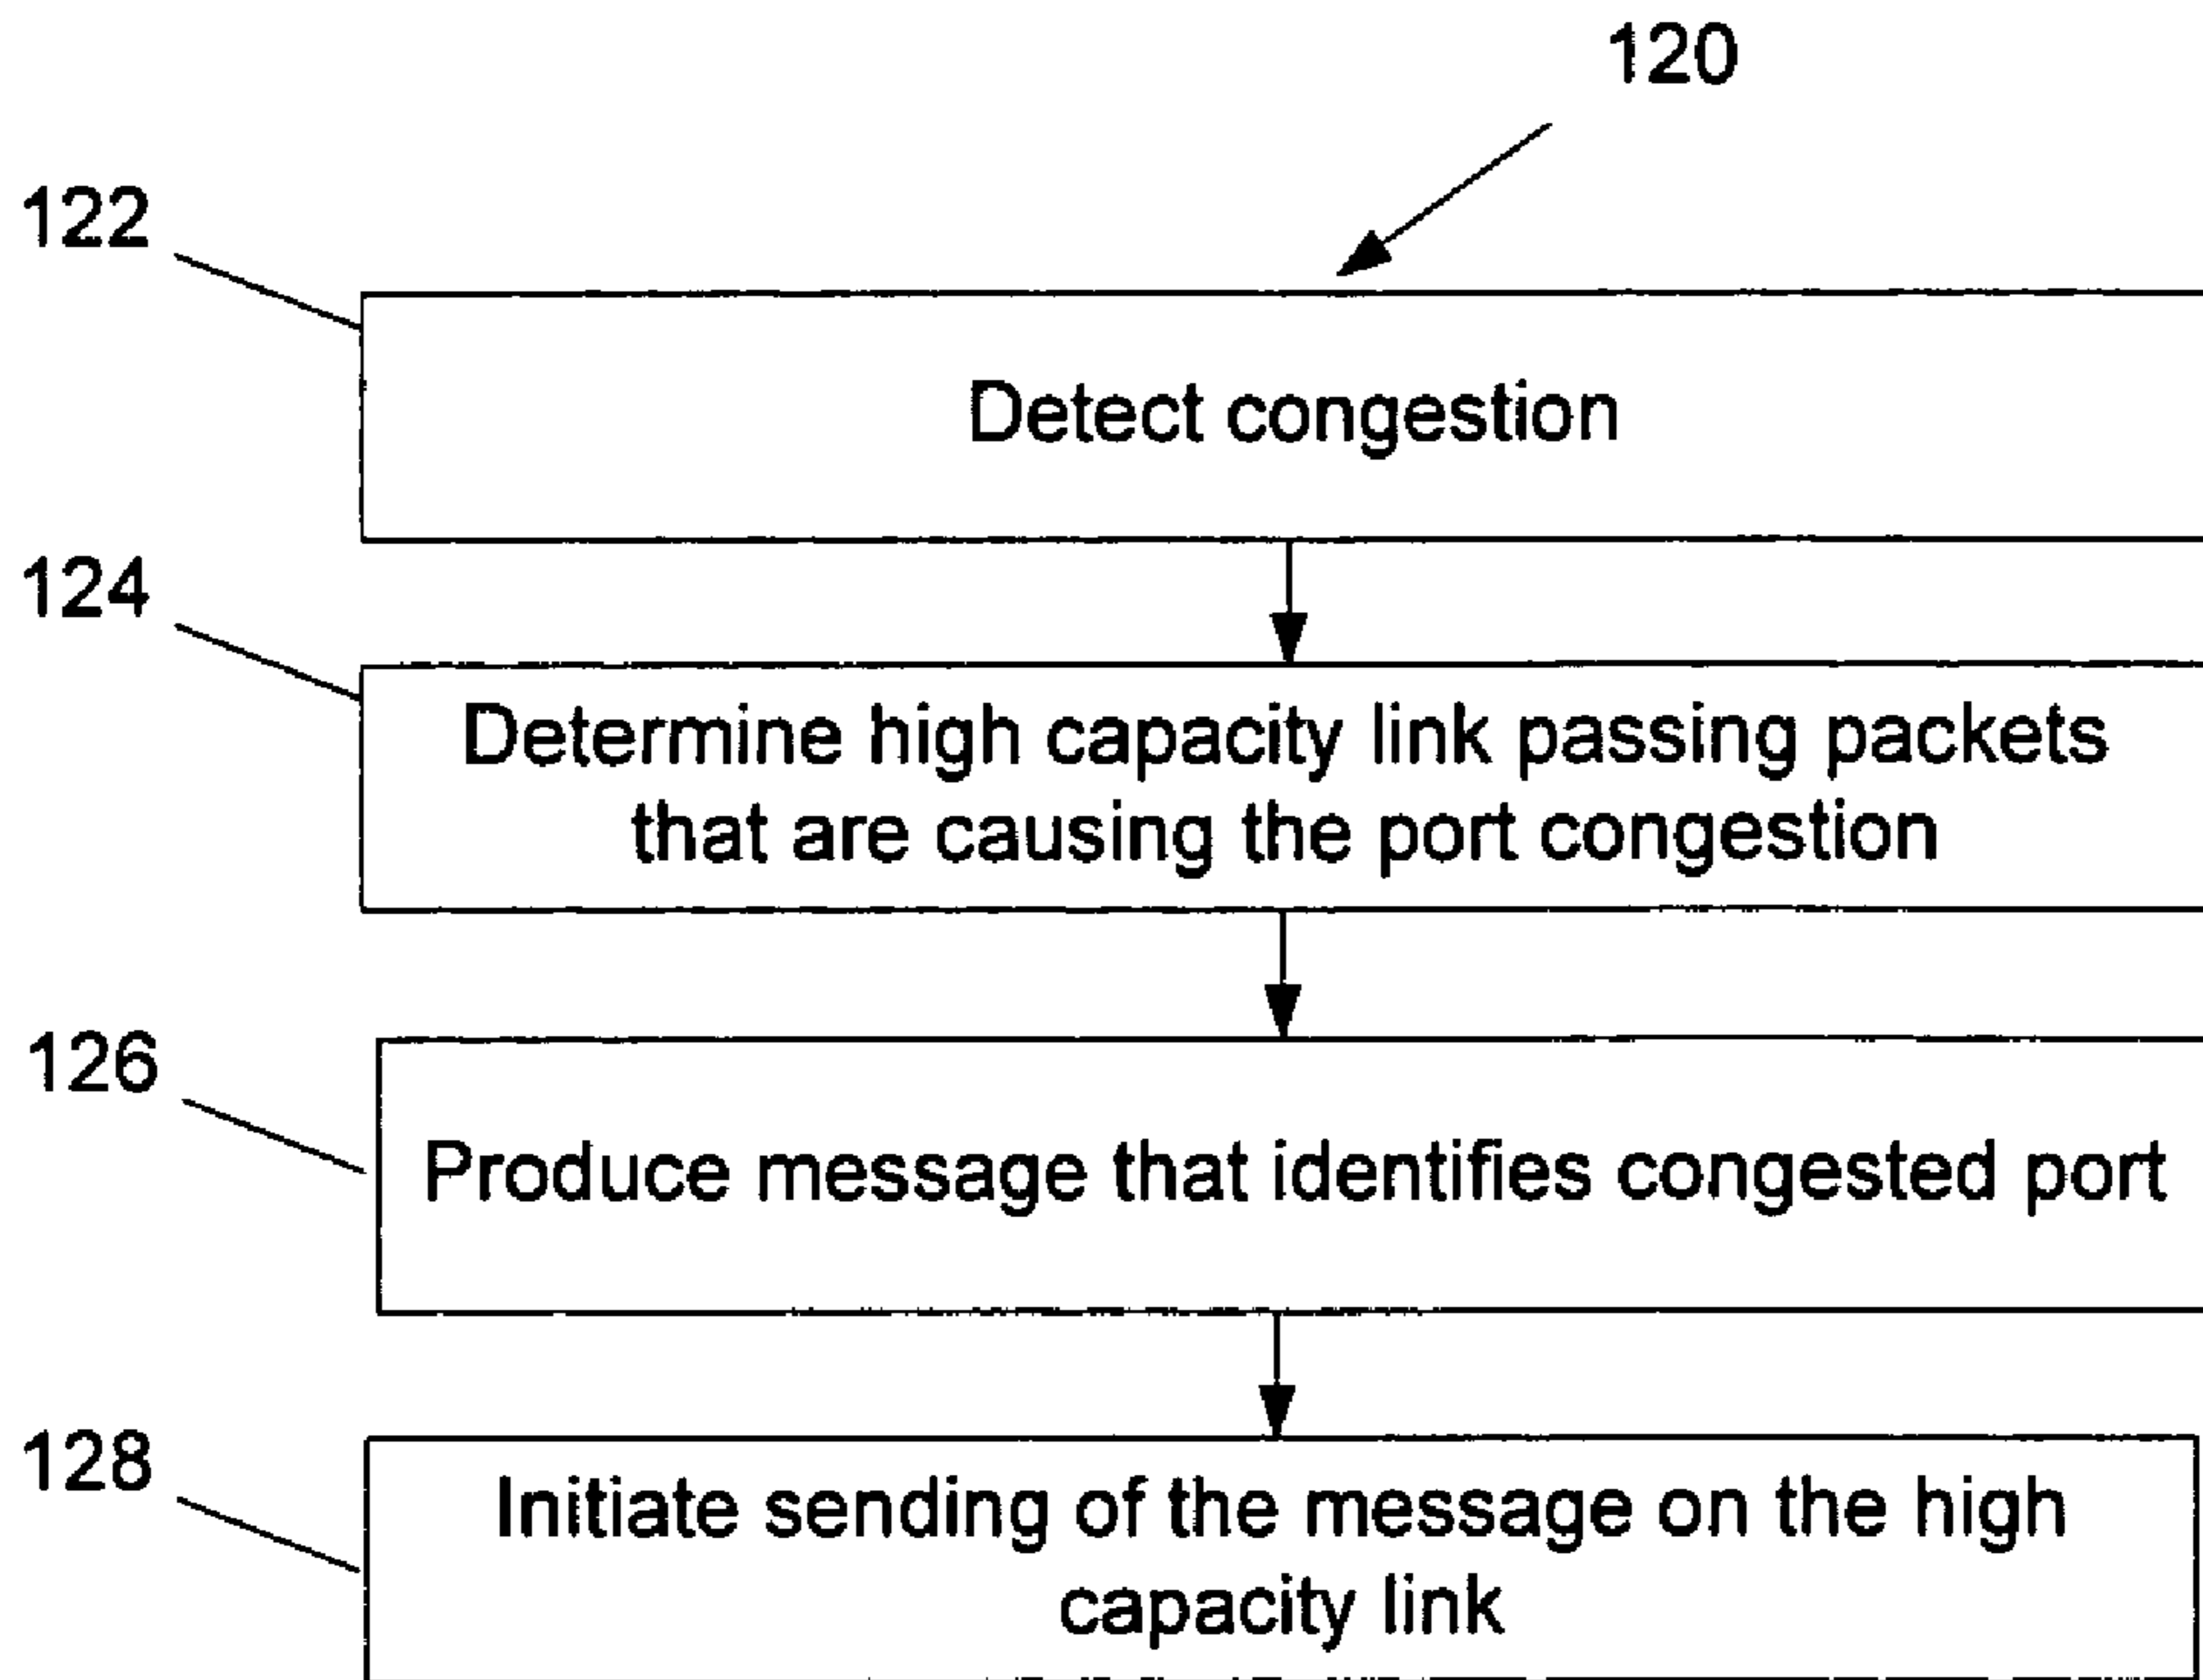 120
122
Detect congestion
124
Determine high capacity link passing packets
that are causing the port congestion
126
Produce message that identifies congested port
128
Initiate sending of the message on the high
capacity link